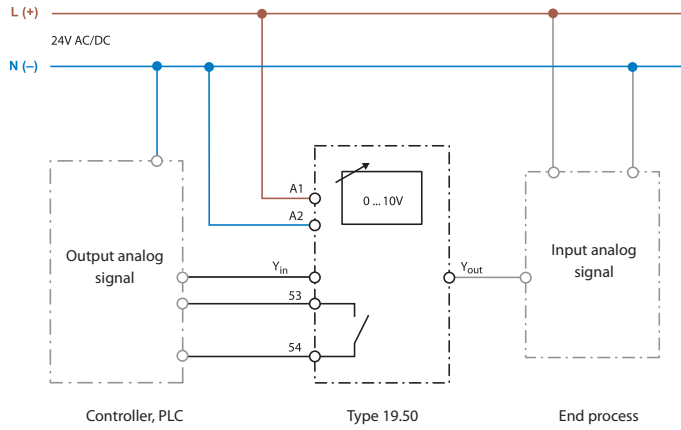 L (+)
24V AC/DC
N (–)
A1
0 ... 10V
A2
Output analog
signal
Input analog
signal
Yin
Yout
53
54
Controller, PLC
Type 19.50
End process